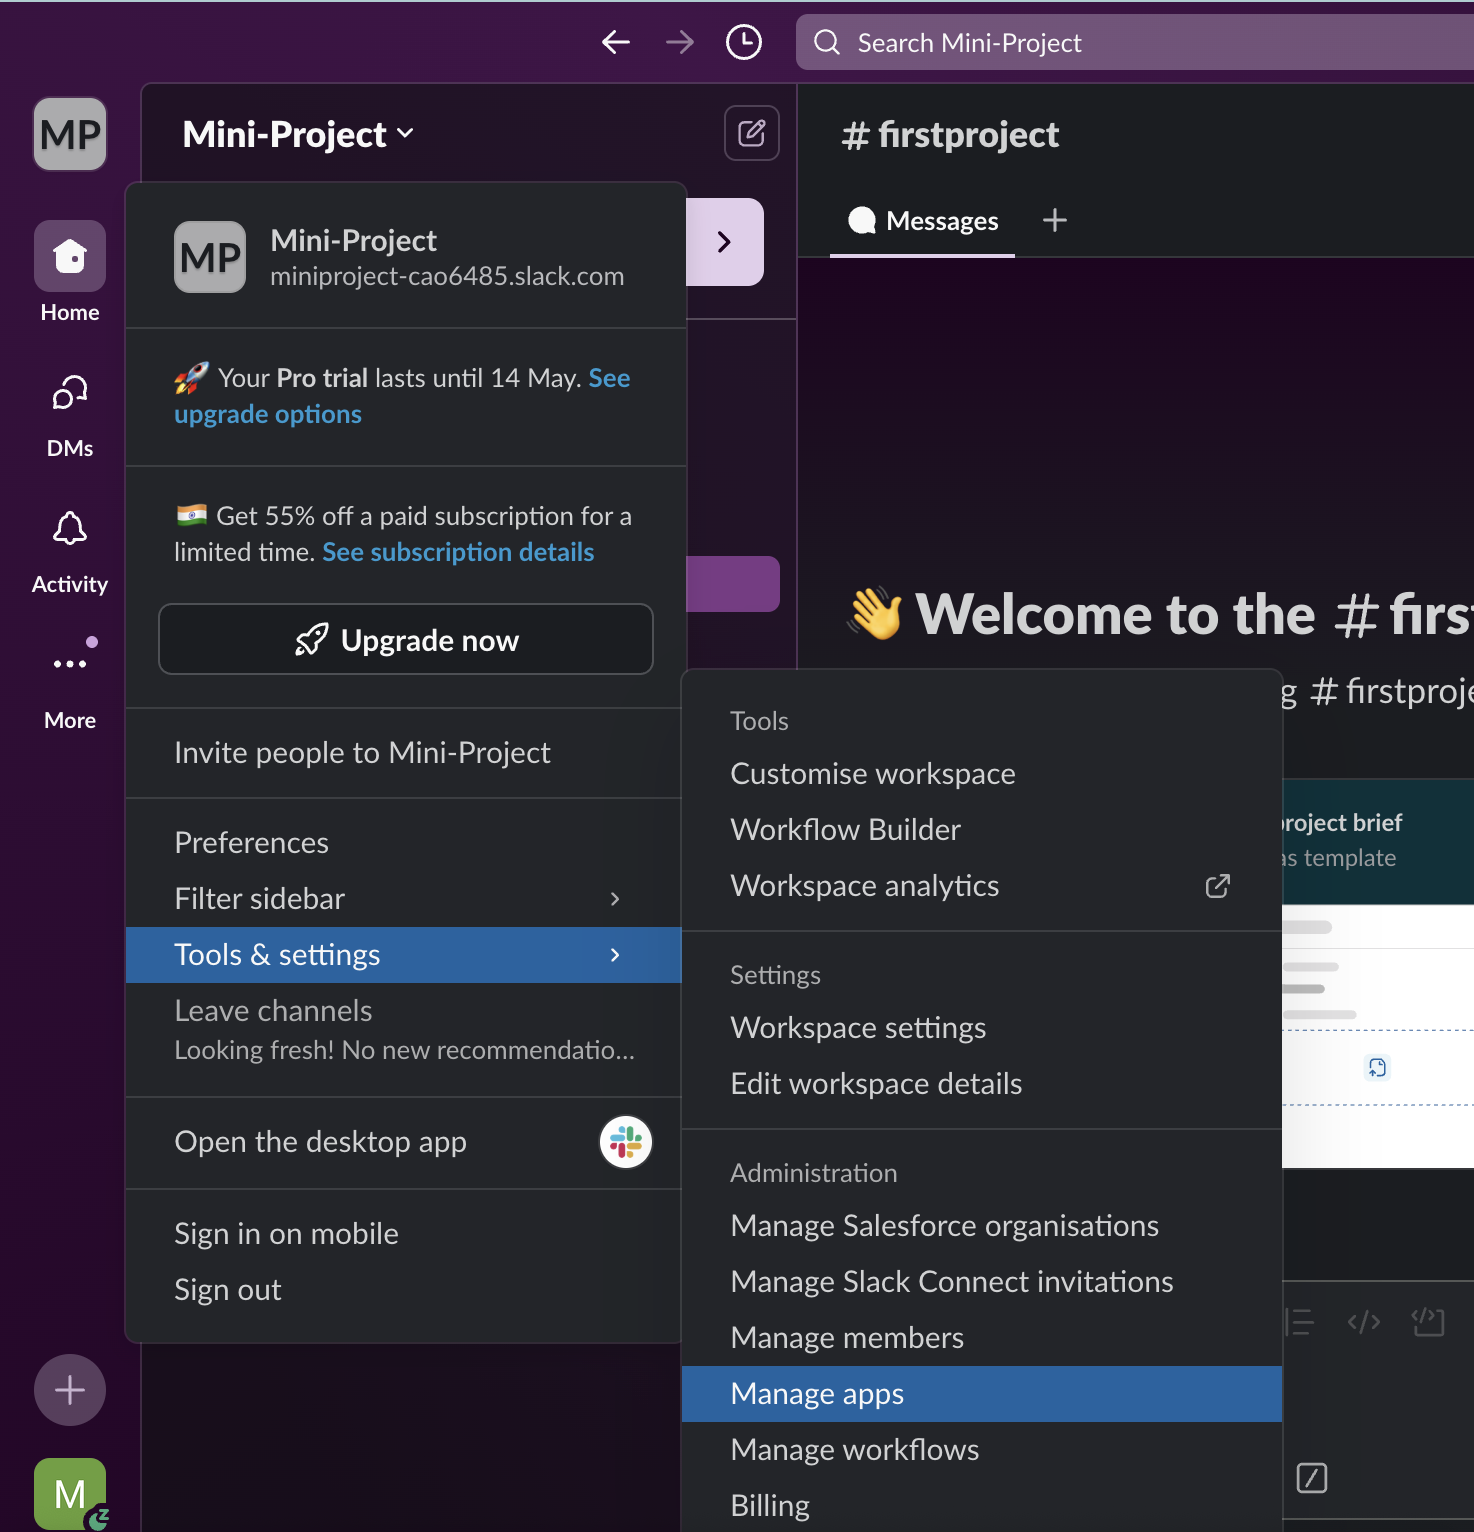 Search Mini-Project
MP
Mini-Project
# firstproject
Messages
Home
DMs
Activity
More
M
MP
Mini-Project
miniproject-cao6485.slack.com
Your Pro trial lasts until 14 May. See
upgrade options
Get 55% off a paid subscription for a
limited time. See subscription details
Upgrade now
Invite people to Mini-Project
Preferences
Filter sidebar
Tools & settings
Leave channels
Looking fresh! No new recommendatio...
Open the desktop app
Sign in on mobile
Sign out
Tools
Customise workspace
Workflow Builder
Workspace analytics
Settings
Workspace settings
Edit workspace details
Administration
Manage Salesforce organisations
Manage Slack Connect invitations
Manage members
Manage apps
Manage workflows
Billing
Welcome to the # firs
g # firstproje
project brief
as template